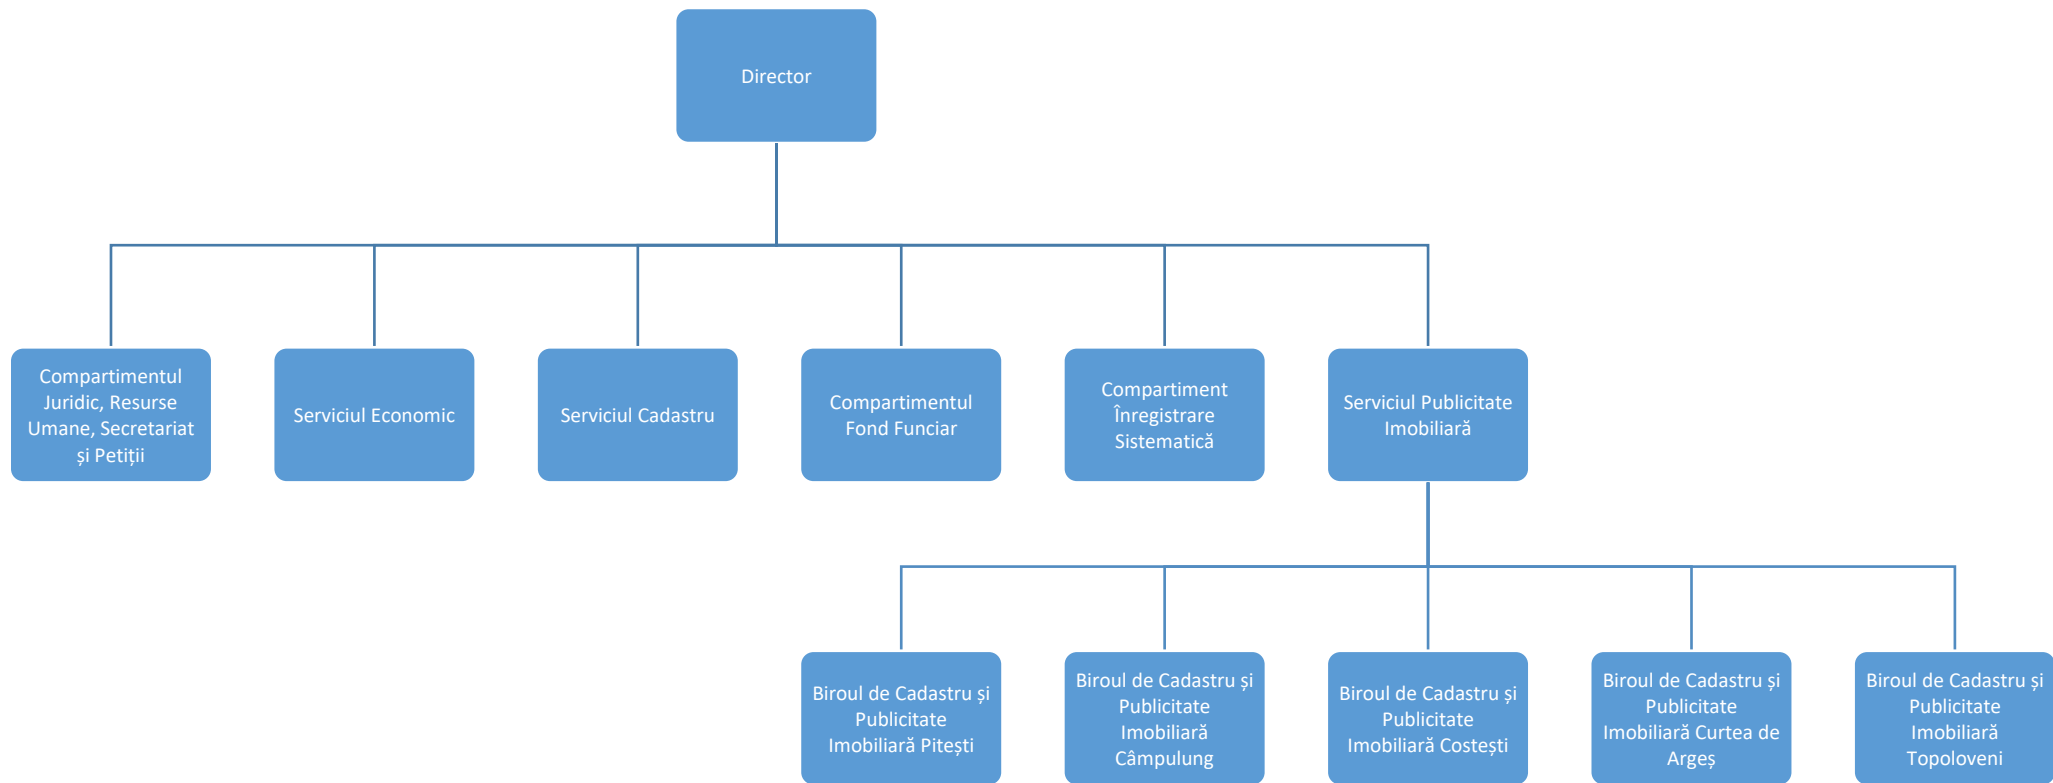 Director
Compartimentul
Juridic, Resurse
Umane, Secretariat
și Petiții
Serviciul Economic
Serviciul Cadastru
Compartimentul
Fond Funciar
Compartiment
Înregistrare
Sistematică
Serviciul Publicitate
Imobiliară
Biroul de Cadastru și
Publicitate
Imobiliară Pitești
Biroul de Cadastru și
Publicitate
Imobiliară
Câmpulung
Biroul de Cadastru și
Publicitate
Imobiliară Costești
Biroul de Cadastru și
Publicitate
Imobiliară Curtea de
Argeș
Biroul de Cadastru și
Publicitate
Imobiliară
Topoloveni